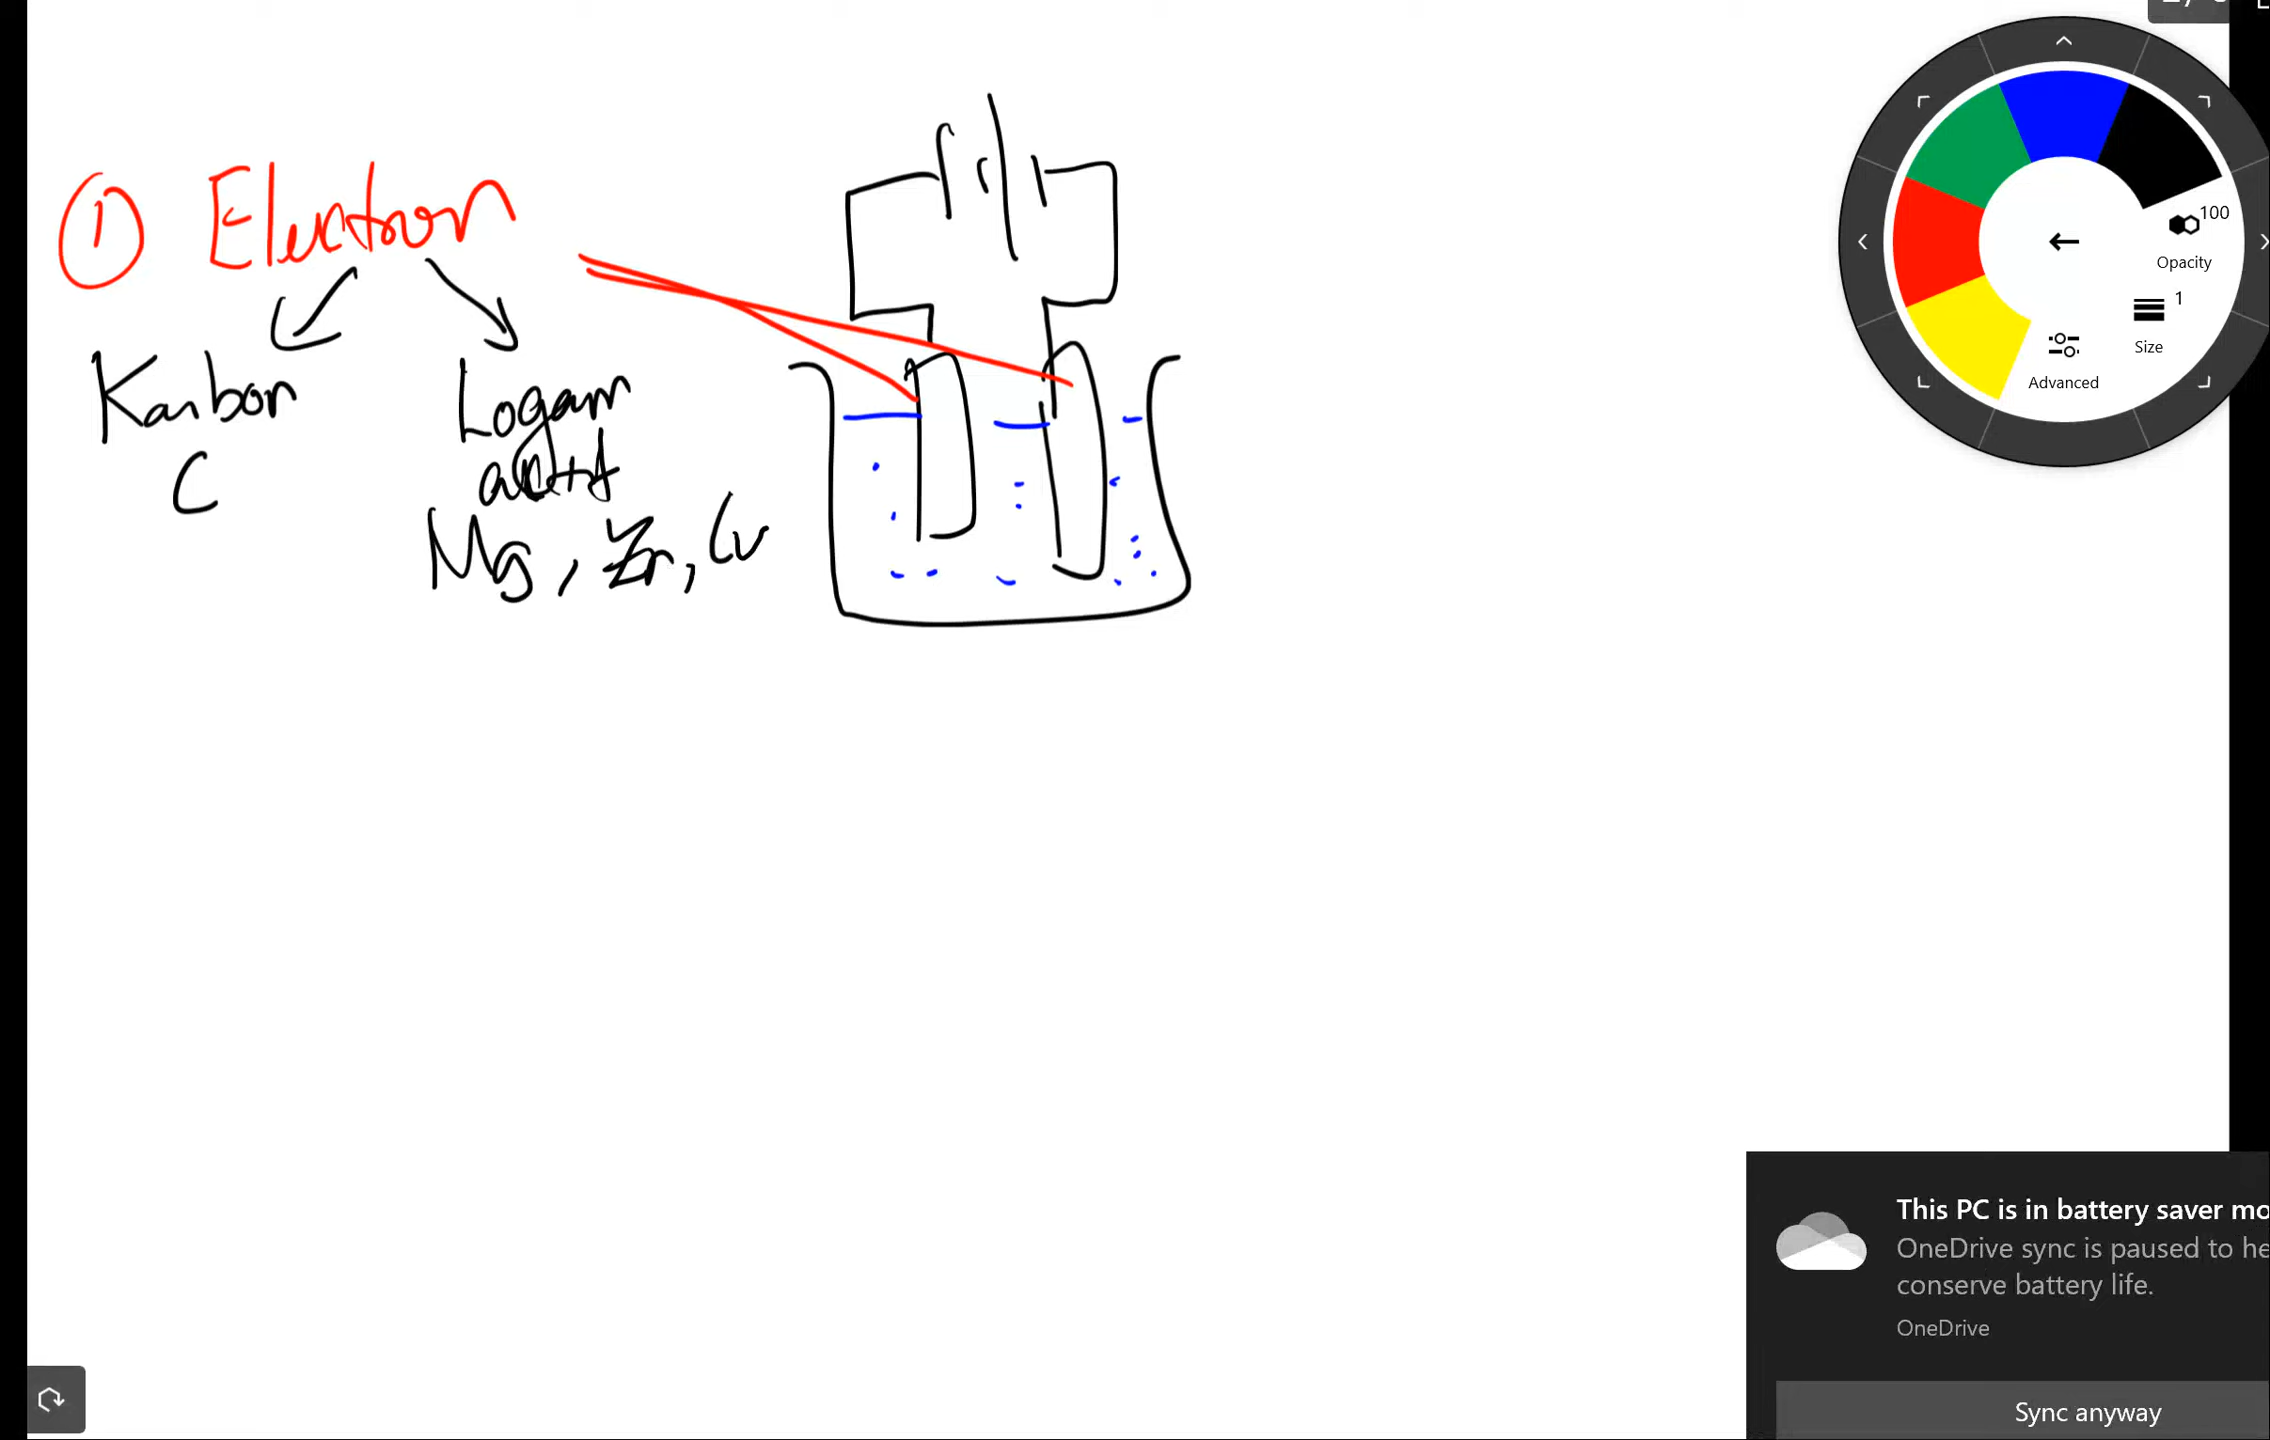 ① Electron
Karbon
C
Logam
aktif
Mg, Zn, Cu
100
Opacity
1
Size
Advanced
This PC is in battery saver mo
OneDrive sync is paused to he
conserve battery life.
OneDrive
Sync anyway